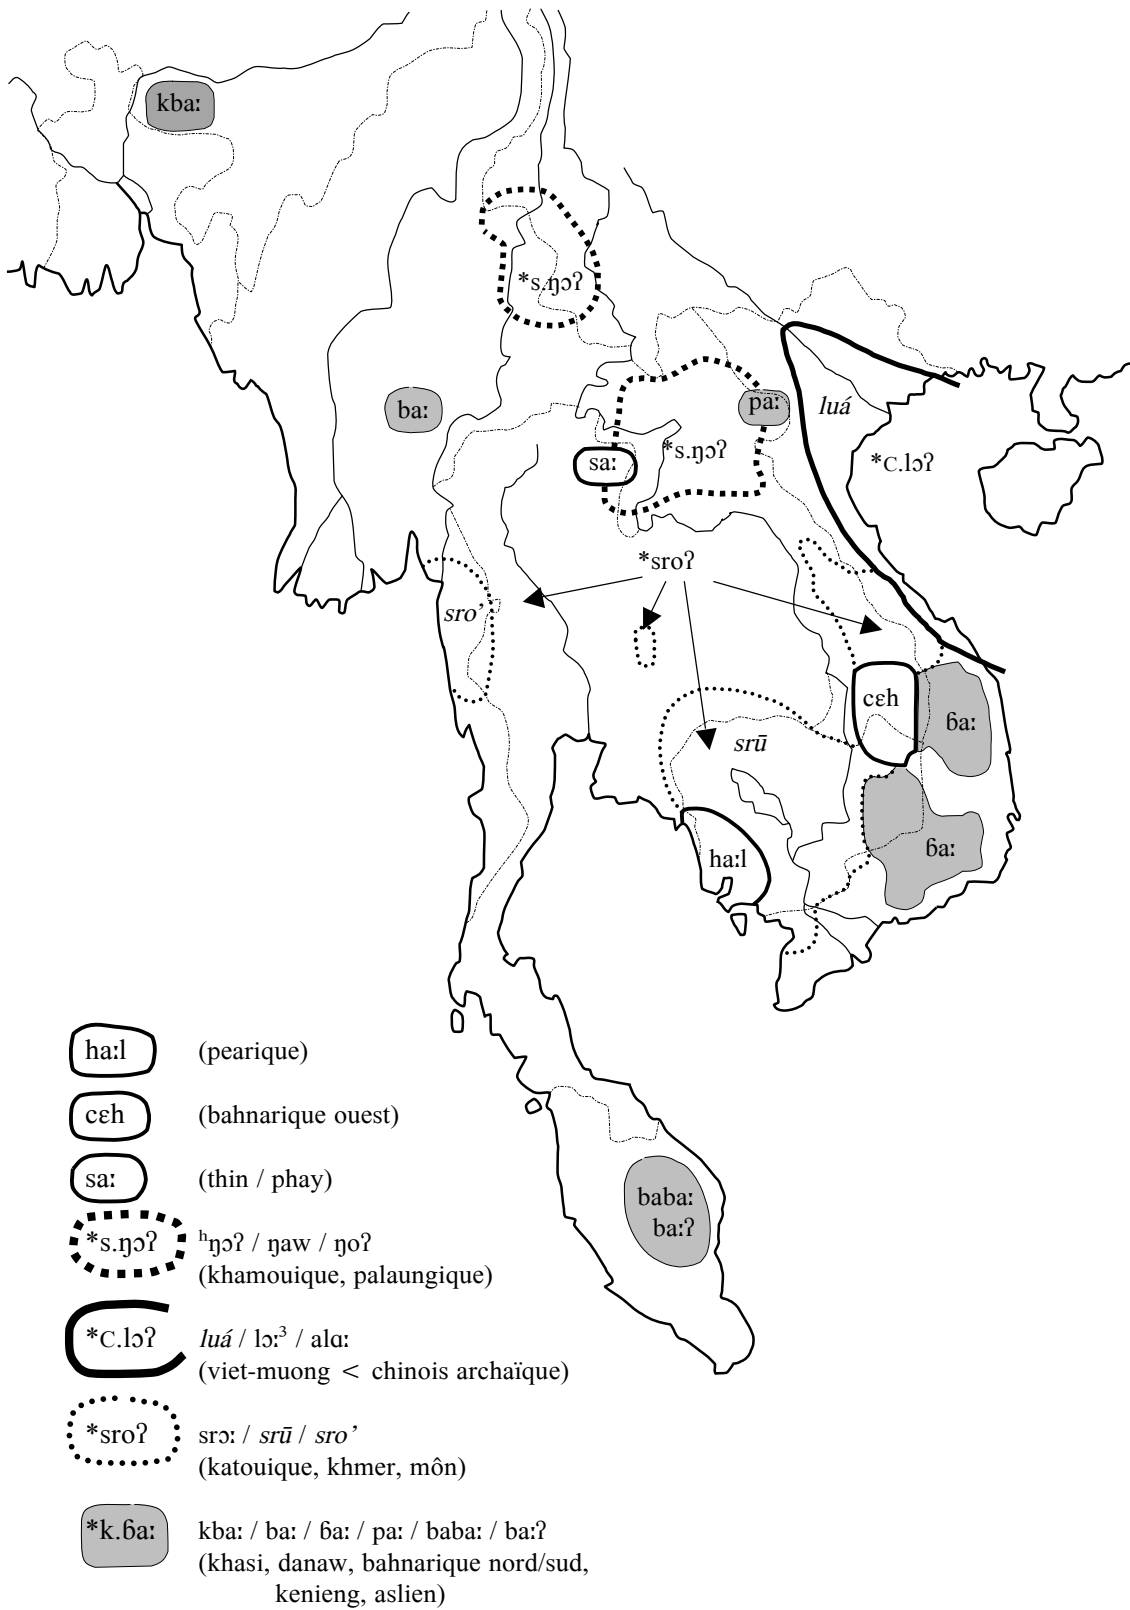 kbaː
*s.ŋɔʔ
baː
paː
luá
*s.ŋɔʔ
saː
*C.lɔʔ
*sroʔ
sro’
cɛh
ɓaː
srū
ɓaː
haːl
babaː
baːʔ
haːl (pearique)
cɛh (bahnarique ouest)
saː (thin / phay)
*s.ŋɔʔ ʰŋɔʔ / ŋaw / ŋoʔ
(khamouique, palaungique)
*C.lɔʔ luá / lɔː³ / alɑː
(viet-muong < chinois archaïque)
*sroʔ srɔː / srū / sro’
(katouique, khmer, môn)
*k.ɓaː kbaː / baː / ɓaː / paː / babaː / baːʔ
(khasi, danaw, bahnarique nord/sud,
kenieng, aslien)